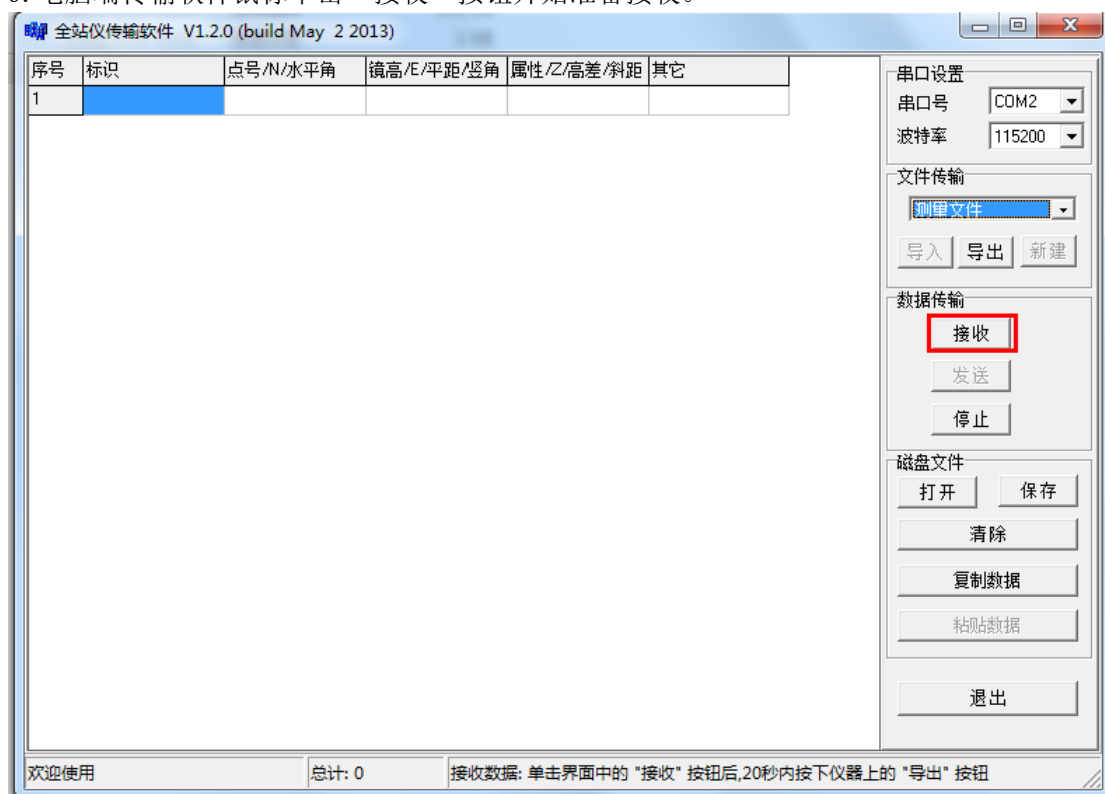 全站仪传输软件 V1.2.0 (build May 2 2013)
序号 标识 点号/N/水平角 镜高/E/平距/竖角 属性/Z/高差/斜距 其它
1
串口设置
串口号 COM2
波特率 115200
文件传输
测量文件
导入 导出 新建
数据传输
接收
发送
停止
磁盘文件
打开 保存
清除
复制数据
粘贴数据
退出
欢迎使用 总计: 0 接收数据: 单击界面中的 "接收" 按钮后,20秒内按下仪器上的 "导出" 按钮